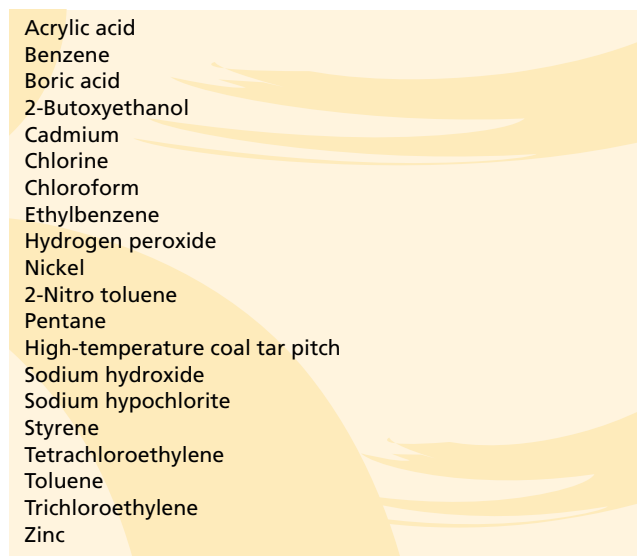 Acrylic acid
Benzene
Boric acid
2-Butoxyethanol
Cadmium
Chlorine
Chloroform
Ethylbenzene
Hydrogen peroxide
Nickel
2-Nitro toluene
Pentane
High-temperature coal tar pitch
Sodium hydroxide
Sodium hypochlorite
Styrene
Tetrachloroethylene
Toluene
Trichloroethylene
Zinc